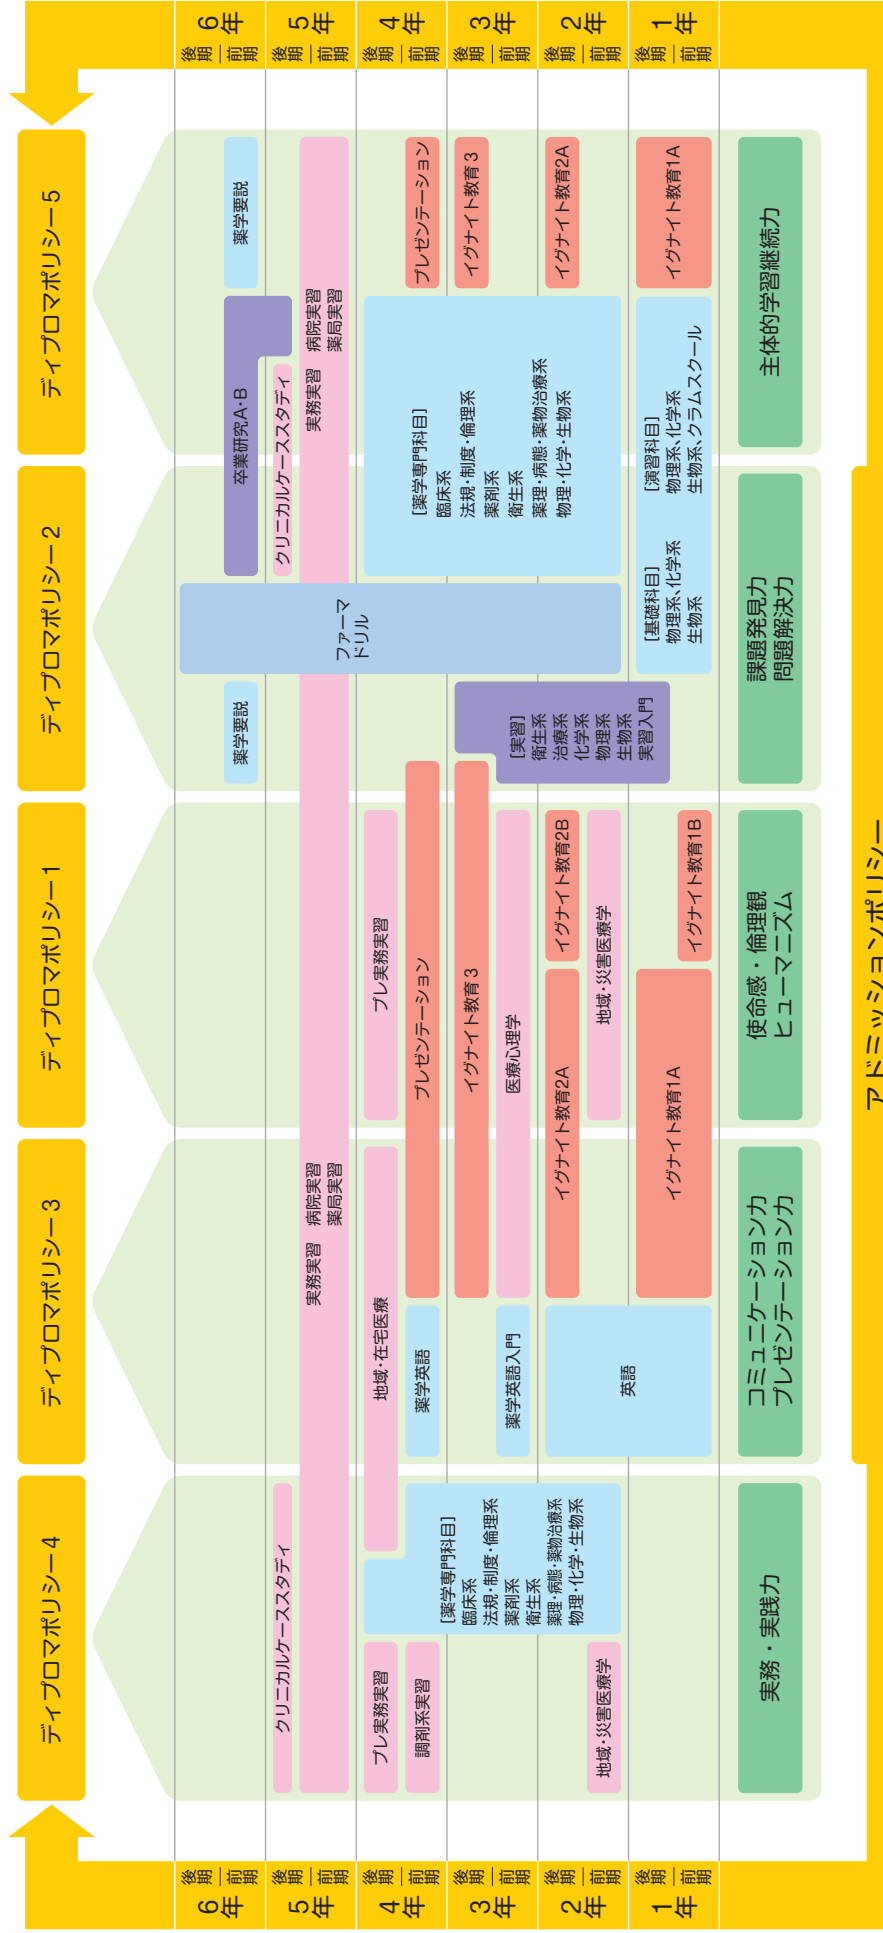 ディプロマポリシー4
ディプロマポリシー3
ディプロマポリシー1
ディプロマポリシー2
ディプロマポリシー5
6年
後期
前期
5年
後期
前期
4年
後期
前期
3年
後期
前期
2年
後期
前期
1年
後期
前期
クリニカルケーススタディ
プレ実務実習
調剤系実習
[薬学専門科目]
臨床系
法規・制度・倫理系
薬剤系
衛生系
薬理・病態・薬物治療系
物理・化学・生物系
地域・災害医療学
実務・実践力
実務実習
病院実習
薬局実習
地域・在宅医療
薬学英語
薬学英語入門
英語
コミュニケーション力
プレゼンテーション力
プレ実務実習
プレゼンテーション
イグナイト教育3
医療心理学
イグナイト教育2A
イグナイト教育2B
地域・災害医療学
イグナイト教育1A
イグナイト教育1B
使命感・倫理観
ヒューマニズム
薬学要説
ファーマ
ドリル
[実習]
衛生系
治療系
化学系
物理系
生物系
実習入門
[基礎科目]
物理系、化学系
生物系
課題発見力
問題解決力
卒業研究A・B
クリニカルケーススタディ
実務実習
病院実習
薬局実習
[薬学専門科目]
臨床系
法規・制度・倫理系
薬剤系
衛生系
薬理・病態・薬物治療系
物理・化学・生物系
[演習科目]
物理系、化学系
生物系、クラムスクール
薬学要説
プレゼンテーション
イグナイト教育3
イグナイト教育2A
イグナイト教育1A
主体的学習継続力
6年
後期
前期
5年
後期
前期
4年
後期
前期
3年
後期
前期
2年
後期
前期
1年
後期
前期
アドミッションポリシー